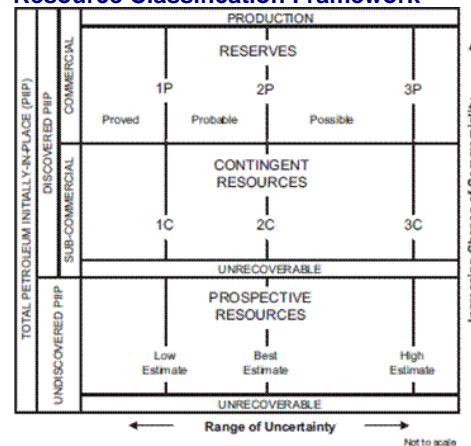 Resource Classification Framework
PRODUCTION
RESERVES
1P 2P 3P
Proved Probable Possible
CONTINGENT
RESOURCES
1C 2C 3C
UNRECOVERABLE
PROSPECTIVE
RESOURCES
Low Best High
Estimate Estimate Estimate
UNRECOVERABLE
Range of Uncertainty
Not to scale
TOTAL PETROLEUM INITIALLY-IN-PLACE (PIIP)
DISCOVERED PIIP
UNDISCOVERED PIIP
COMMERCIAL
SUB-COMMERCIAL